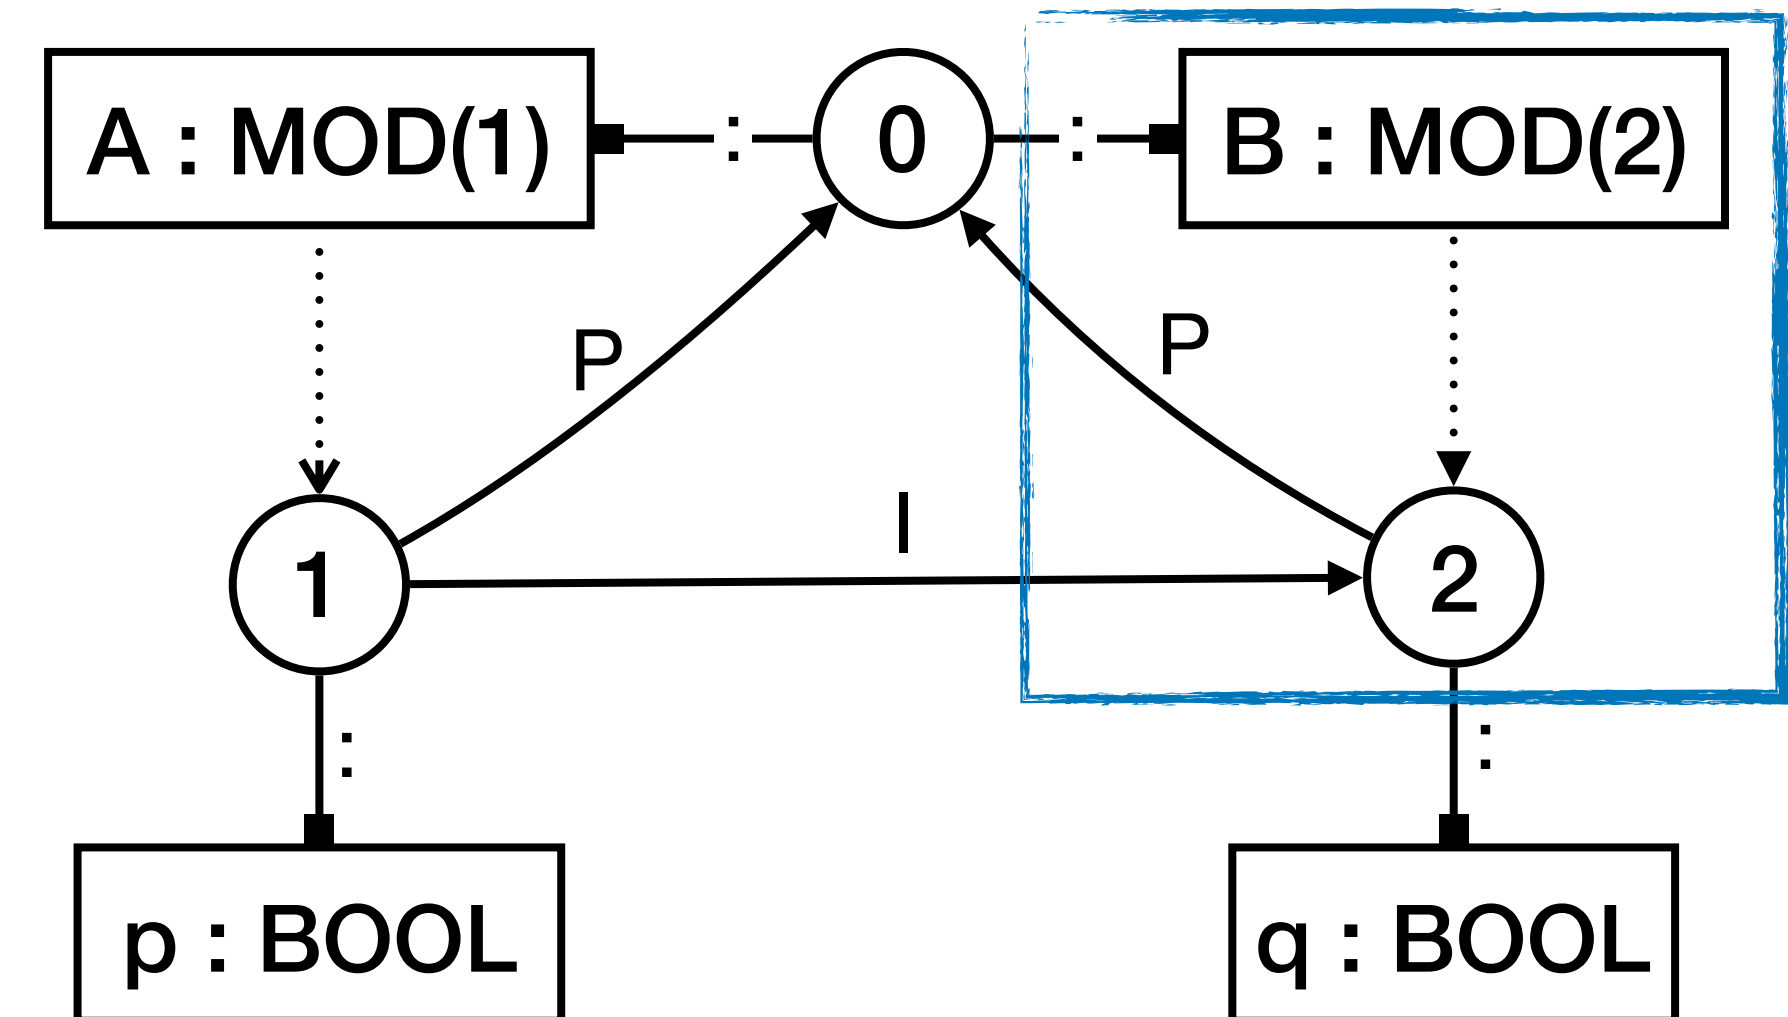 A : MOD(1)
:
0
:
B : MOD(2)
P
P
I
1
2
:
:
p : BOOL
q : BOOL